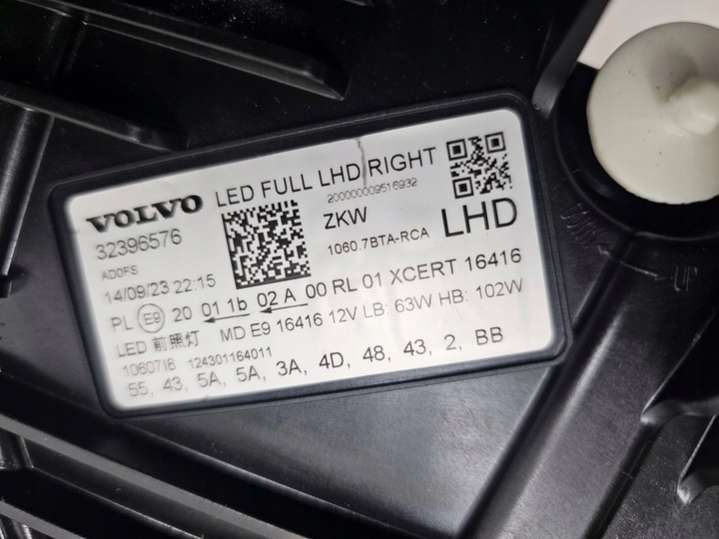 VOLVO LED FULL LHD RIGHT
200000009516932
32396576 ZKW LHD
AD0FS 1060.7BTA-RCA
14/09/23 22:15
PL E9 20 01 1b 02 A 00 RL 01 XCERT 16416
LED 前照灯 MD E9 16416 12V LB: 63W HB: 102W
1060718 124301164011
55, 43, 5A, 5A, 3A, 4D, 48, 43, 2, BB